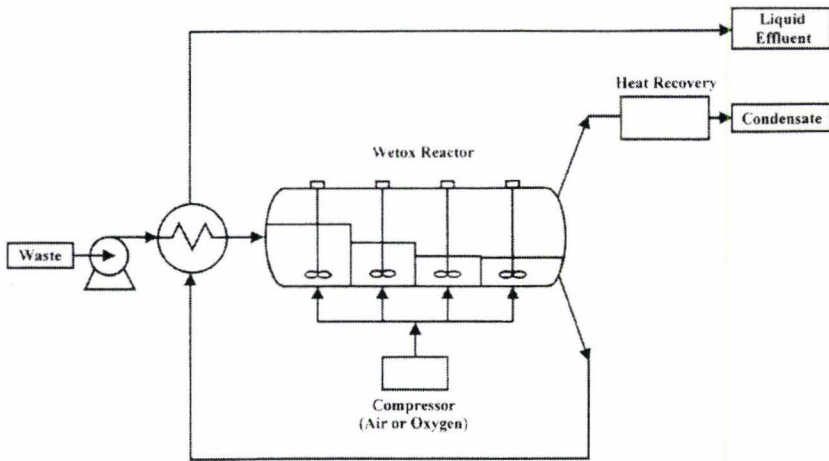 Liquid
Effluent
Heat Recovery
Condensate
Wetox Reactor
Waste
Compressor
(Air or Oxygen)